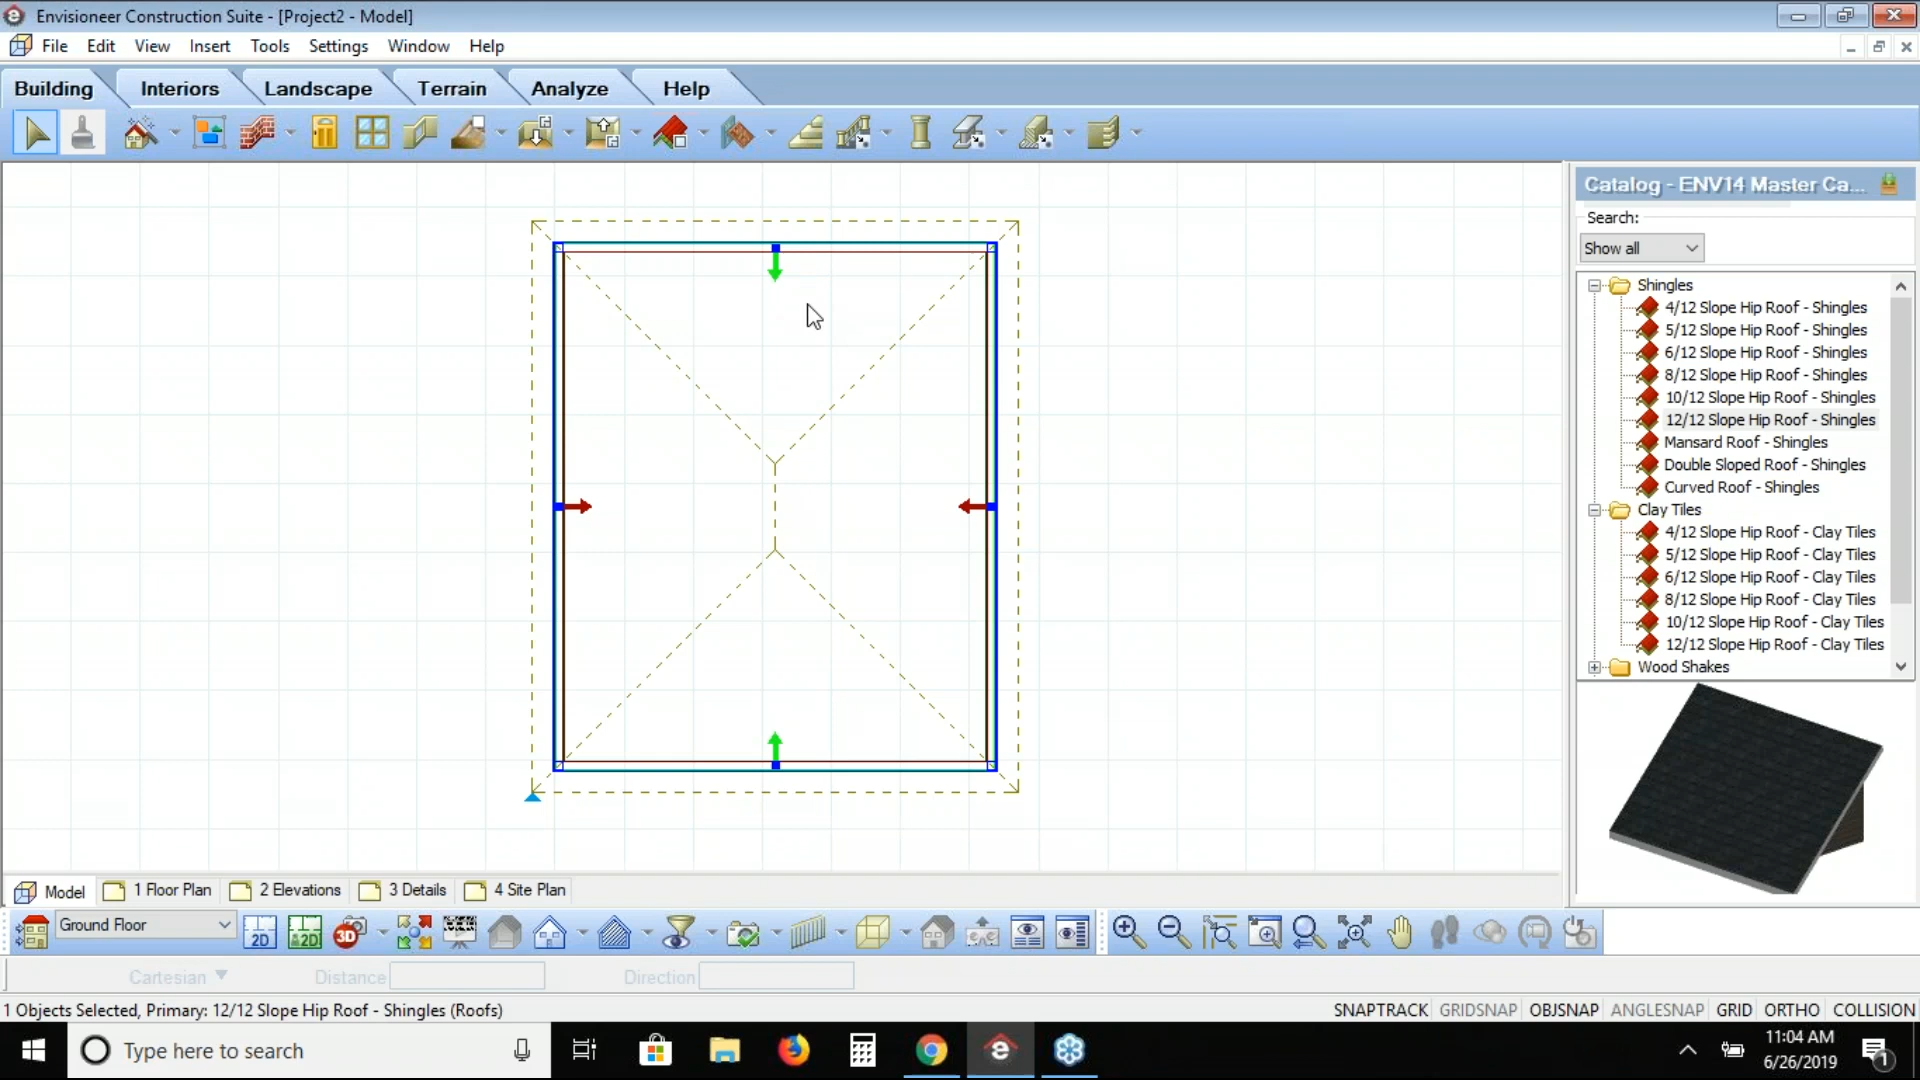 Envisioneer Construction Suite - [Project2 - Model]
File Edit View Insert Tools Settings Window Help
Building Interiors Landscape Terrain Analyze Help
Catalog - ENV14 Master Ca...
Search:
Show all
Shingles
4/12 Slope Hip Roof - Shingles
5/12 Slope Hip Roof - Shingles
6/12 Slope Hip Roof - Shingles
8/12 Slope Hip Roof - Shingles
10/12 Slope Hip Roof - Shingles
12/12 Slope Hip Roof - Shingles
Mansard Roof - Shingles
Double Sloped Roof - Shingles
Curved Roof - Shingles
Clay Tiles
4/12 Slope Hip Roof - Clay Tiles
5/12 Slope Hip Roof - Clay Tiles
6/12 Slope Hip Roof - Clay Tiles
8/12 Slope Hip Roof - Clay Tiles
10/12 Slope Hip Roof - Clay Tiles
12/12 Slope Hip Roof - Clay Tiles
Wood Shakes
Model 1 Floor Plan 2 Elevations 3 Details 4 Site Plan
Ground Floor 2D 2D 3D
Cartesian Distance Direction
1 Objects Selected, Primary: 12/12 Slope Hip Roof - Shingles (Roofs) SNAPTRACK GRIDSNAP OBJSNAP ANGLESNAP GRID ORTHO COLLISION
Type here to search
11:04 AM
6/26/2019
1